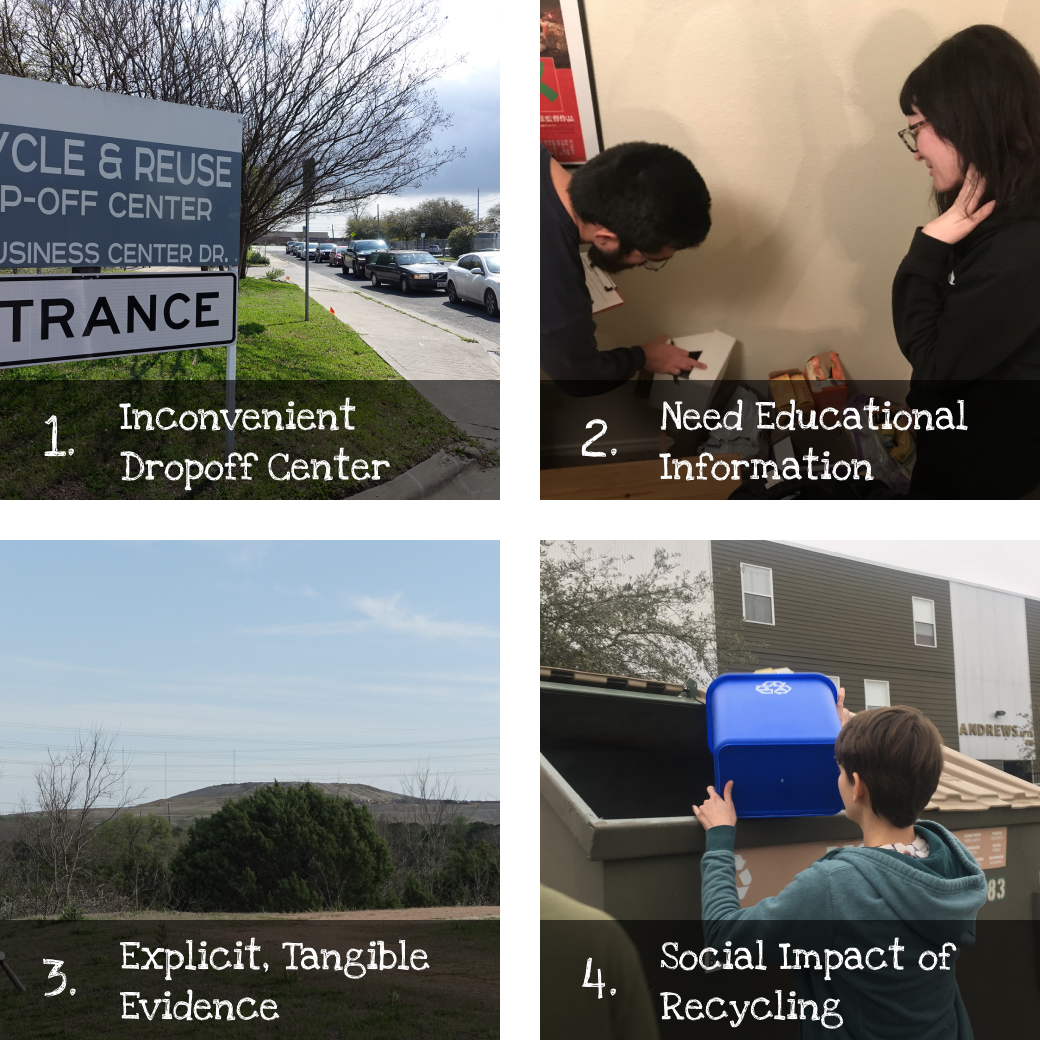 YCLE & REUSE
P-OFF CENTER
USINESS CENTER DR.
TRANCE
1. Inconvenient
Dropoff Center
2. Need Educational
Information
3. Explicit, Tangible
Evidence
ANDREWS
83
4. Social Impact of
Recycling